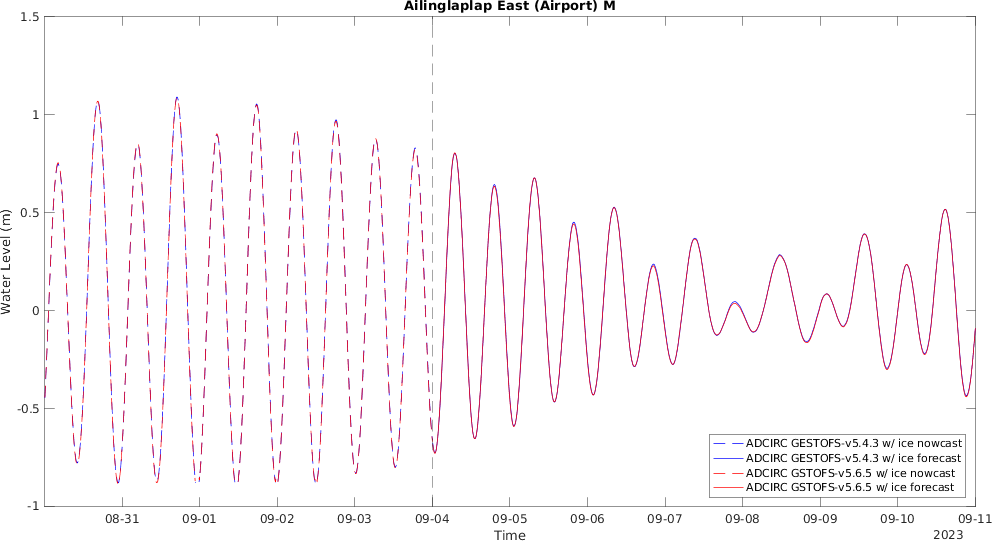 Ailinglaplap East (Airport) M
1.5
1
0.5
0
-0.5
-1
Water Level (m)
08-31
09-01
09-02
09-03
09-04
09-05
09-06
09-07
09-08
09-09
09-10
09-11
Time
2023
ADCIRC GESTOFS-v5.4.3 w/ ice nowcast
ADCIRC GESTOFS-v5.4.3 w/ ice forecast
ADCIRC GSTOFS-v5.6.5 w/ ice nowcast
ADCIRC GSTOFS-v5.6.5 w/ ice forecast